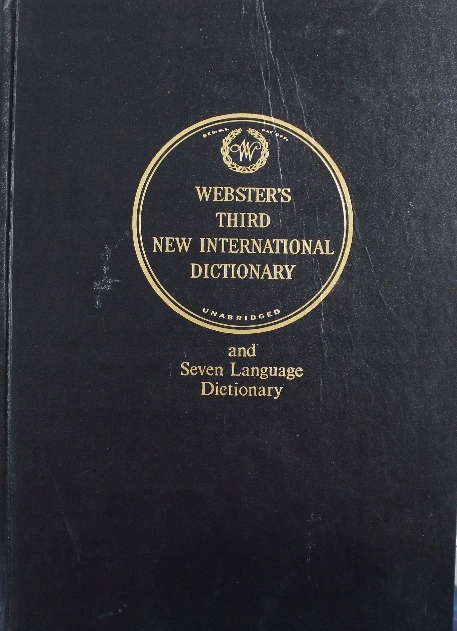 WEBSTER'S
THIRD
NEW INTERNATIONAL
DICTIONARY
UNABRIDGED
and
Seven Language
Dictionary